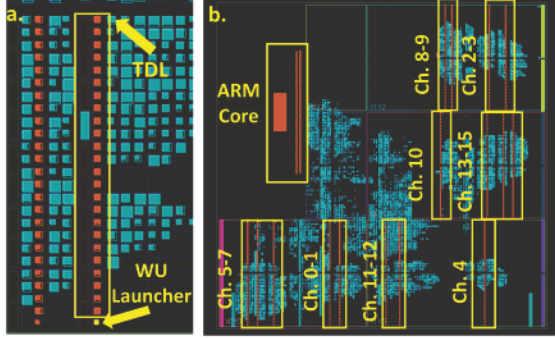 a.
TDL
WU
Launcher
b.
ARM
Core
Ch. 8-9
Ch. 2-3
Ch. 10
Ch. 13-15
Ch. 5-7
Ch. 0-1
Ch. 11-12
Ch. 4